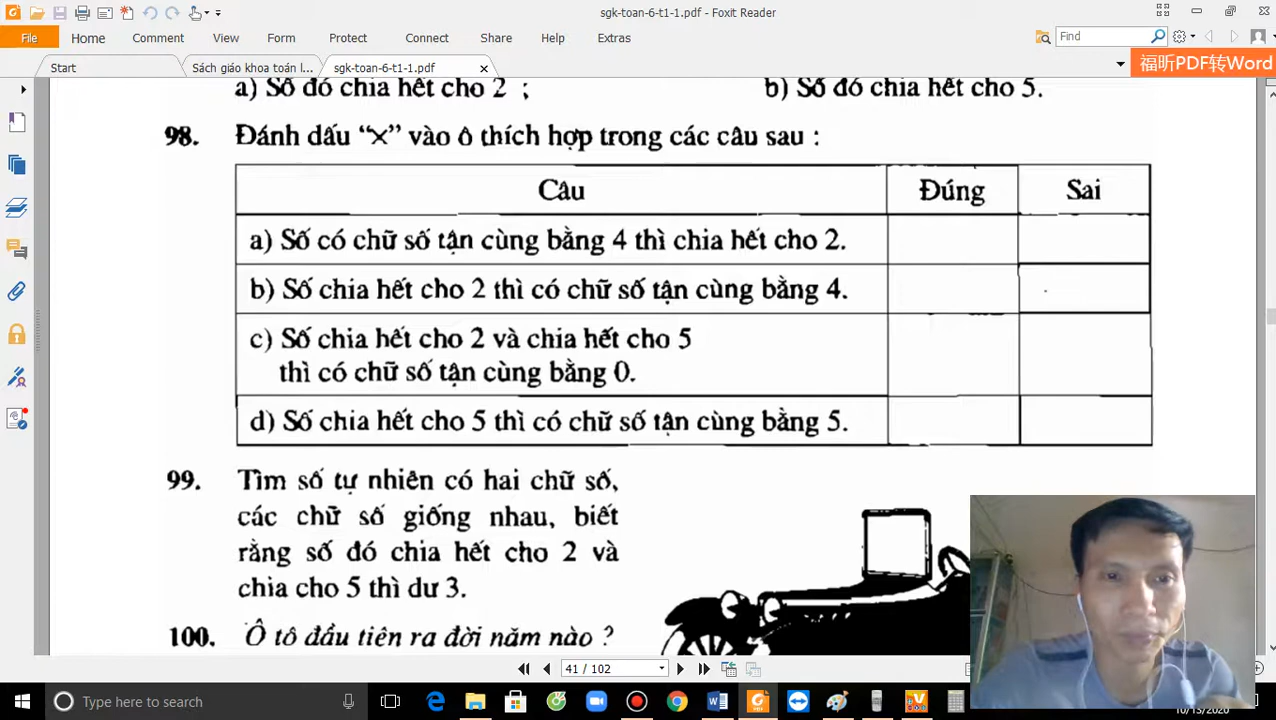 sgk-toan-6-t1-1.pdf - Foxit Reader
File Home Comment View Form Protect Connect Share Help Extras Find
福昕PDF转Word
Start Sách giáo khoa toán l... sgk-toan-6-t1-1.pdf
a) Số đó chia hết cho 2 ; b) Số đó chia hết cho 5.
98. Đánh dấu “×” vào ô thích hợp trong các câu sau :
Câu Đúng Sai
a) Số có chữ số tận cùng bằng 4 thì chia hết cho 2.
b) Số chia hết cho 2 thì có chữ số tận cùng bằng 4.
c) Số chia hết cho 2 và chia hết cho 5
thì có chữ số tận cùng bằng 0.
d) Số chia hết cho 5 thì có chữ số tận cùng bằng 5.
99. Tìm số tự nhiên có hai chữ số,
các chữ số giống nhau, biết
rằng số đó chia hết cho 2 và
chia cho 5 thì dư 3.
100. Ô tô đầu tiên ra đời năm nào ?
41 / 102
Type here to search
10/13/2020